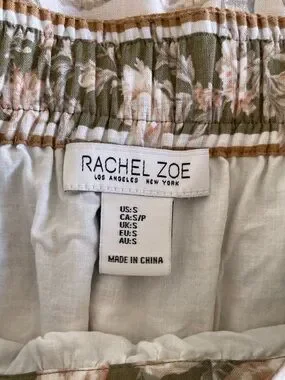 RACHEL ZOE
LOS ANGELES NEW YORK
US:S
CA:S/P
UK:S
EU:S
AU:S
MADE IN CHINA